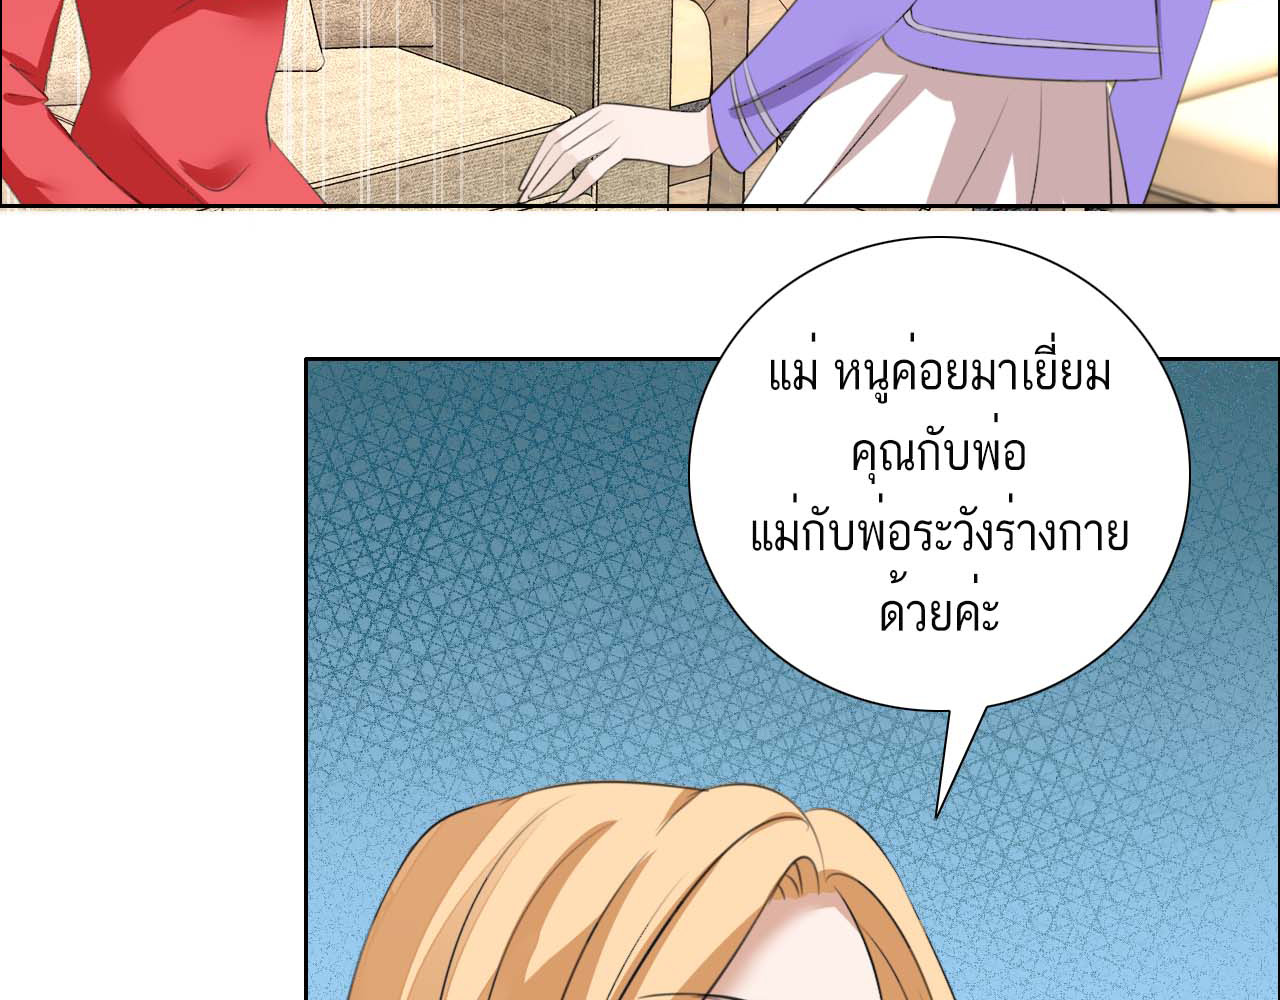 แม่ หนูค่อยมาเยี่ยม
คุณกับพ่อ
แม่กับพ่อระวังร่างกาย
ด้วยค่ะ